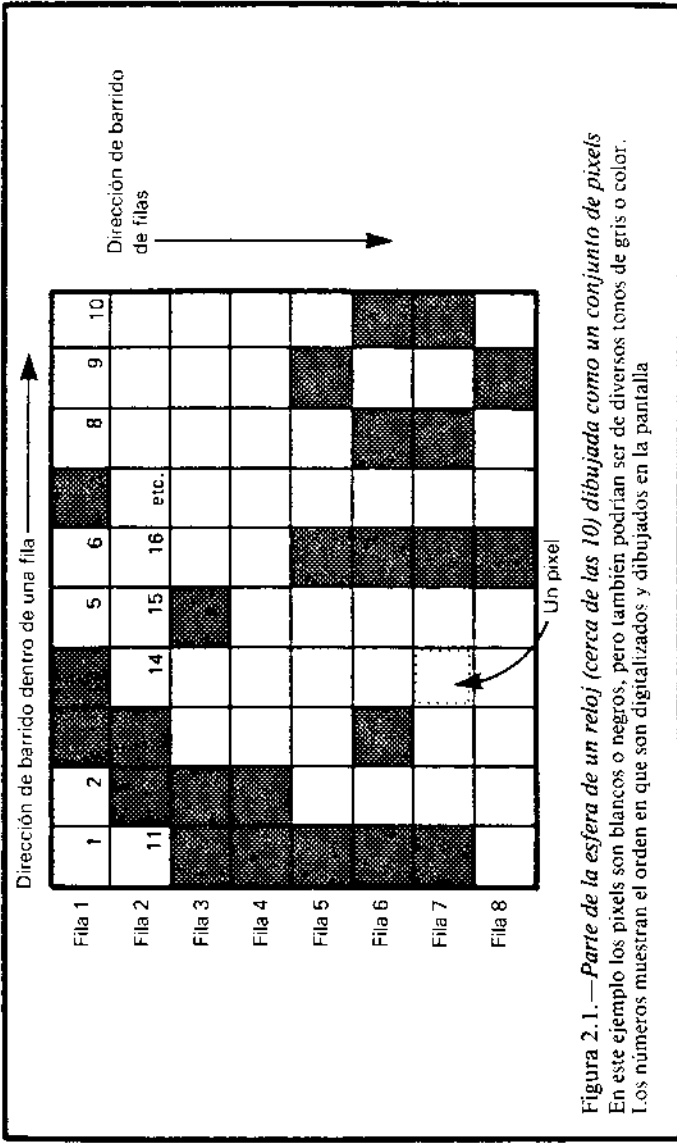 Dirección de barrido dentro de una fila
Dirección de barrido
de filas
1 2 5 6 8 9 10
11 14 15 16 etc.
Fila 1
Fila 2
Fila 3
Fila 4
Fila 5
Fila 6
Fila 7
Fila 8
Un pixel
Figura 2.1.—Parte de la esfera de un reloj (cerca de las 10) dibujada como un conjunto de pixels
En este ejemplo los pixels son blancos o negros, pero también podrían ser de diversos tonos de gris o color.
Los números muestran el orden en que son digitalizados y dibujados en la pantalla